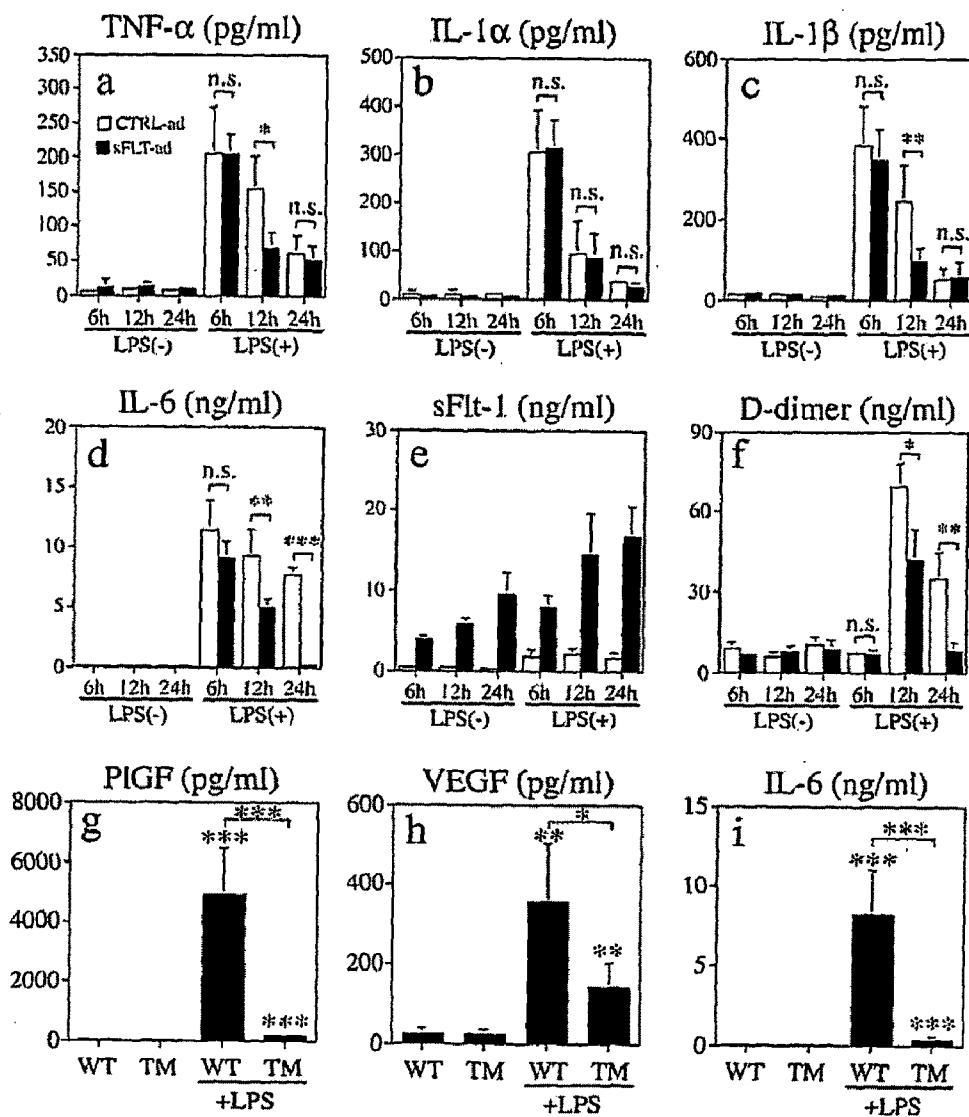 TNF-α (pg/ml)
350
300
250
200
150
100
50
0
a
CTRL-ad
sFLT-ad
n.s.
*
n.s.
6h 12h 24h 6h 12h 24h
LPS(-) LPS(+)
IL-1α (pg/ml)
500
400
300
200
100
0
b
n.s.
n.s.
n.s.
6h 12h 24h 6h 12h 24h
LPS(-) LPS(+)
IL-1β (pg/ml)
600
400
200
0
c
n.s.
**
n.s.
6h 12h 24h 6h 12h 24h
LPS(-) LPS(+)
IL-6 (ng/ml)
20
15
10
5
0
d
n.s.
**
***
6h 12h 24h 6h 12h 24h
LPS(-) LPS(+)
sFlt-1 (ng/ml)
30
20
10
0
e
6h 12h 24h 6h 12h 24h
LPS(-) LPS(+)
D-dimer (ng/ml)
90
60
30
0
f
n.s.
*
**
6h 12h 24h 6h 12h 24h
LPS(-) LPS(+)
PlGF (pg/ml)
8000
6000
4000
2000
0
g
***
***
***
WT TM WT TM
+LPS
VEGF (pg/ml)
600
400
200
0
h
*
**
**
WT TM WT TM
+LPS
IL-6 (ng/ml)
15
10
5
0
i
***
***
***
WT TM WT TM
+LPS